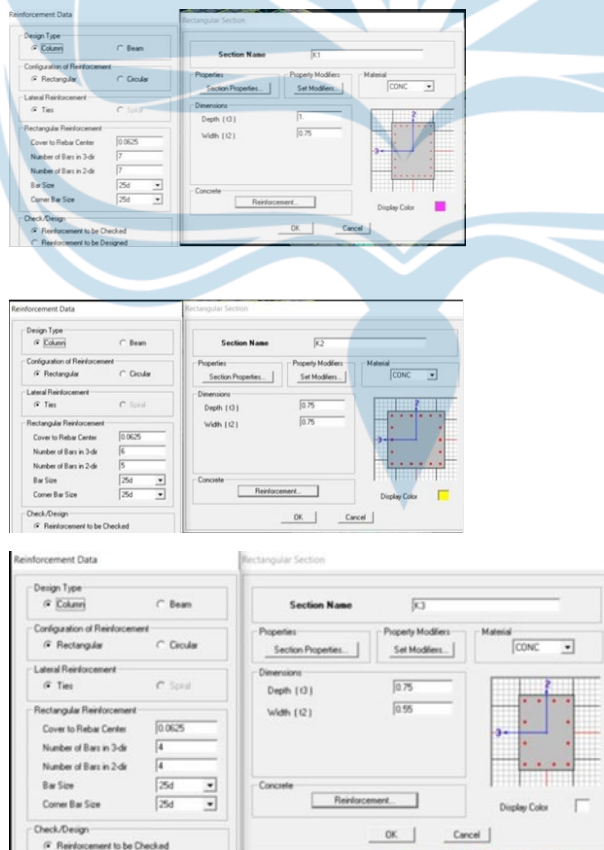 Reinforcement Data
Design Type
Column
Beam
Configuration of Reinforcement
Rectangular
Circular
Lateral Reinforcement
Ties
Spiral
Rectangular Reinforcement
Cover to Rebar Center 0.0625
Number of Bars in 3-dir 7
Number of Bars in 2-dir 7
Bar Size 25d
Corner Bar Size 25d
Check/Design
Reinforcement to be Checked
Reinforcement to be Designed
Rectangular Section
Section Name K1
Properties
Section Properties...
Property Modifiers
Set Modifiers...
Material
CONC
Dimensions
Depth (t3) 1.
Width (t2) 0.75
2
3
Concrete
Reinforcement...
Display Color
OK
Cancel
Reinforcement Data
Design Type
Column
Beam
Configuration of Reinforcement
Rectangular
Circular
Lateral Reinforcement
Ties
Spiral
Rectangular Reinforcement
Cover to Rebar Center 0.0625
Number of Bars in 3-dir 6
Number of Bars in 2-dir 5
Bar Size 25d
Corner Bar Size 25d
Check/Design
Reinforcement to be Checked
Rectangular Section
Section Name K2
Properties
Section Properties...
Property Modifiers
Set Modifiers...
Material
CONC
Dimensions
Depth (t3) 0.75
Width (t2) 0.75
2
3
Concrete
Reinforcement...
Display Color
OK
Cancel
Reinforcement Data
Design Type
Column
Beam
Configuration of Reinforcement
Rectangular
Circular
Lateral Reinforcement
Ties
Spiral
Rectangular Reinforcement
Cover to Rebar Center 0.0625
Number of Bars in 3-dir 4
Number of Bars in 2-dir 4
Bar Size 25d
Corner Bar Size 25d
Check/Design
Reinforcement to be Checked
Rectangular Section
Section Name K3
Properties
Section Properties...
Property Modifiers
Set Modifiers...
Material
CONC
Dimensions
Depth (t3) 0.75
Width (t2) 0.55
2
3
Concrete
Reinforcement...
Display Color
OK
Cancel